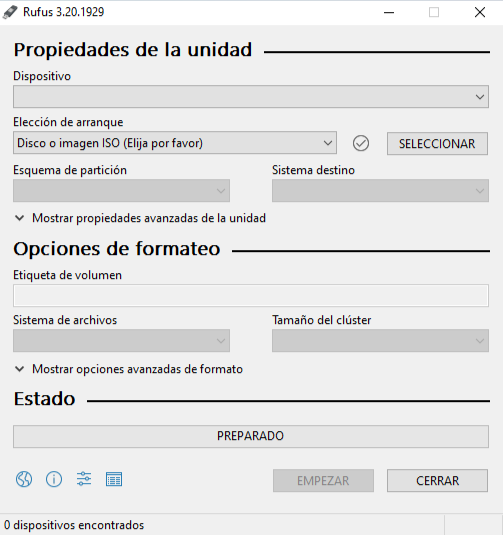 Rufus 3.20.1929
Propiedades de la unidad
Dispositivo
Elección de arranque
Disco o imagen ISO (Elija por favor)
SELECCIONAR
Esquema de partición
Sistema destino
Mostrar propiedades avanzadas de la unidad
Opciones de formateo
Etiqueta de volumen
Sistema de archivos
Tamaño del clúster
Mostrar opciones avanzadas de formato
Estado
PREPARADO
EMPEZAR
CERRAR
0 dispositivos encontrados